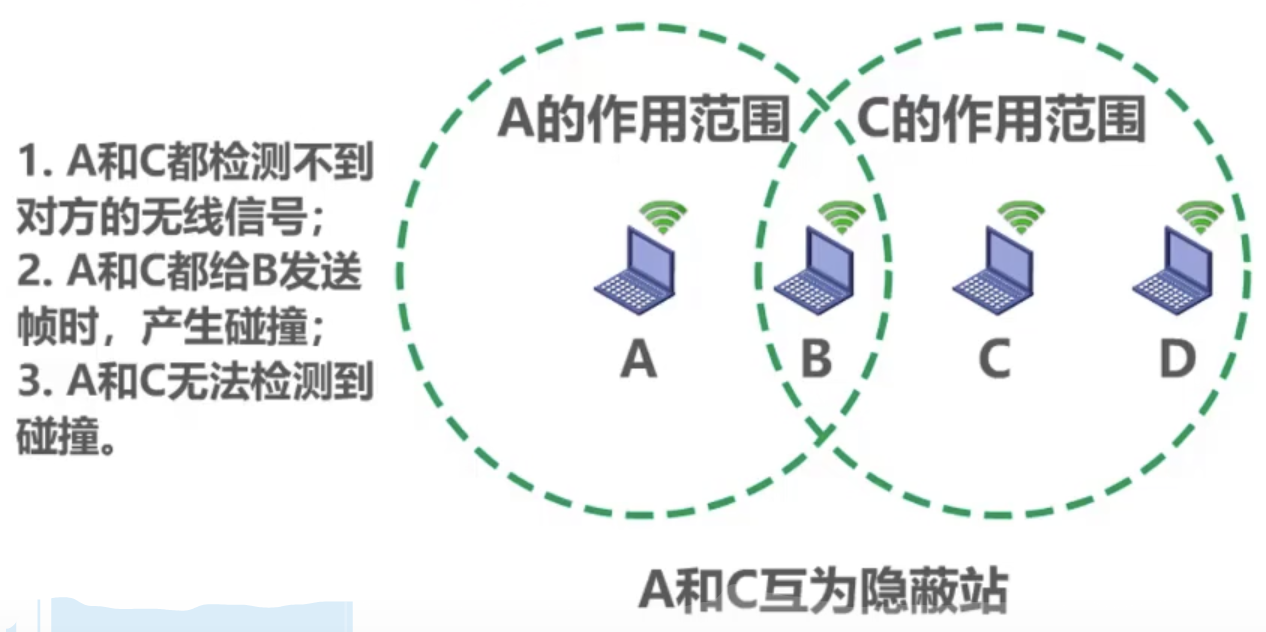 A的作用范围 C的作用范围
1. A和C都检测不到
对方的无线信号；
2. A和C都给B发送
帧时，产生碰撞；
3. A和C无法检测到
碰撞。
A B C D
A和C互为隐蔽站